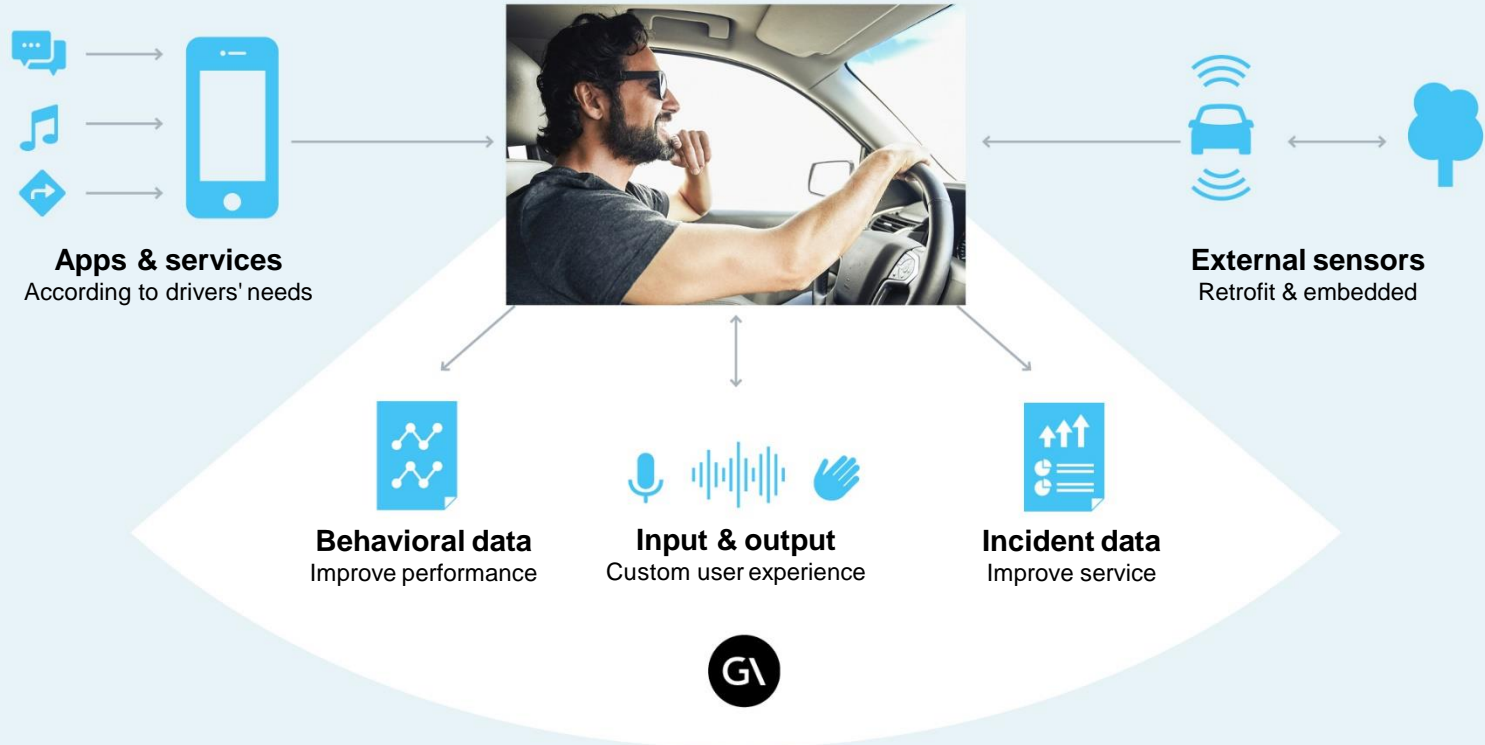 Apps & services
According to drivers' needs
External sensors
Retrofit & embedded
Behavioral data
Improve performance
Input & output
Custom user experience
Incident data
Improve service
G\